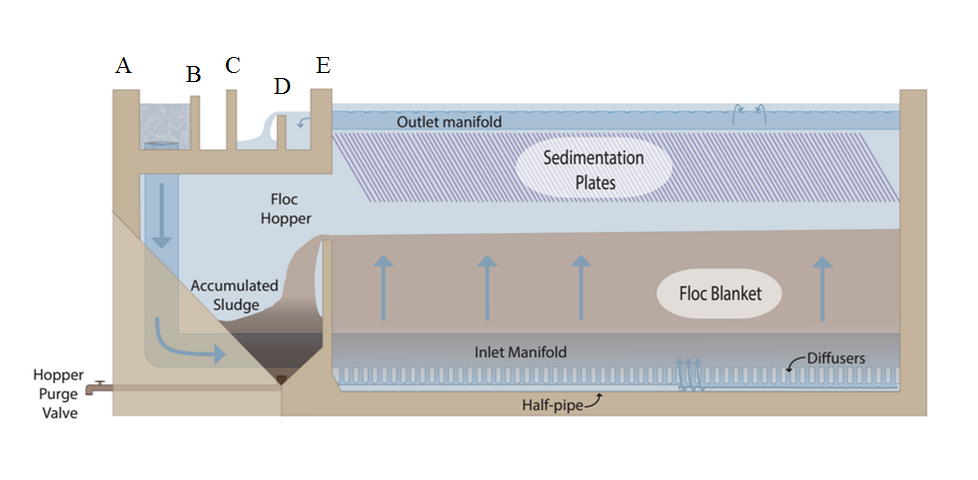 A
B
C
D
E
Outlet manifold
Sedimentation
Plates
Floc
Hopper
Accumulated
Sludge
Floc Blanket
Inlet Manifold
Diffusers
Hopper
Purge
Valve
Half-pipe